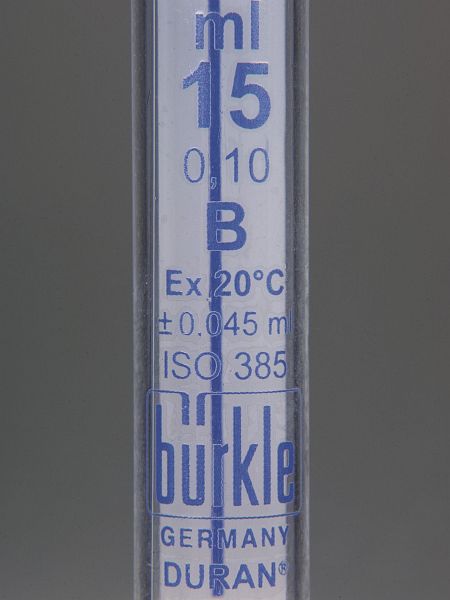 ml
15
0,10
B
Ex 20°C
±0,045 ml
ISO 385
bürkle
GERMANY
DURAN®